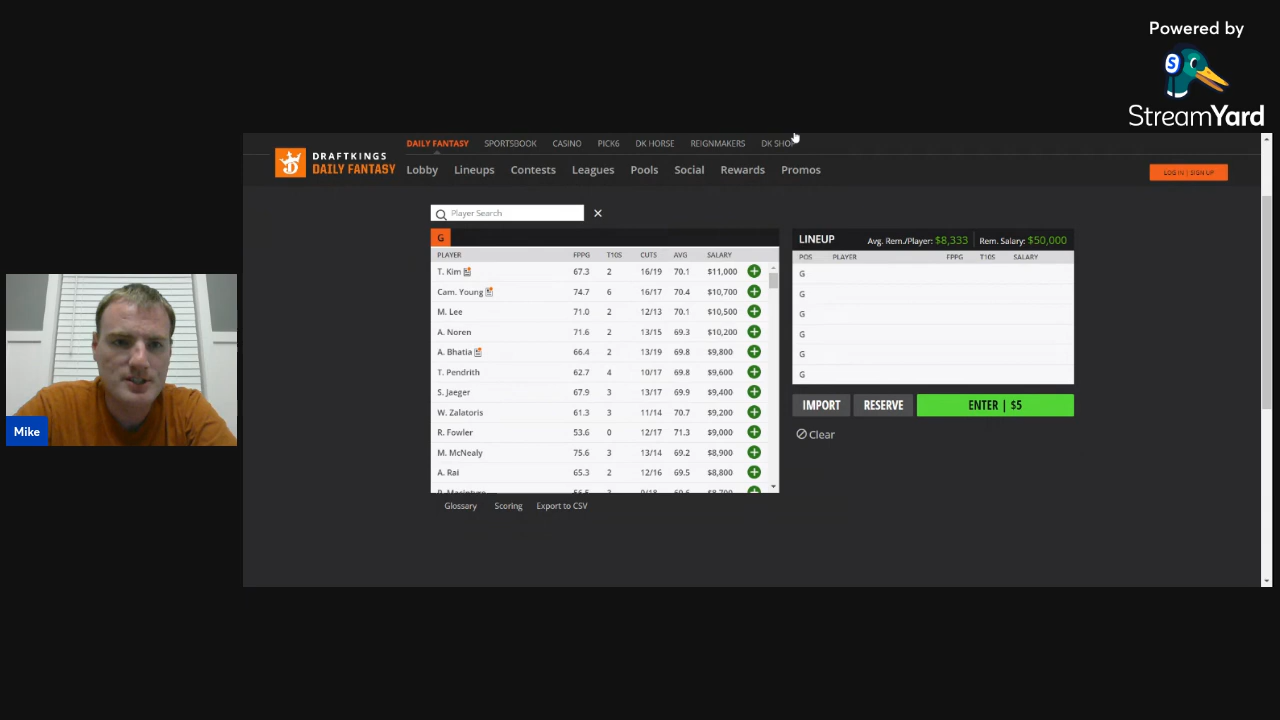 Powered by
StreamYard
DAILY FANTASY SPORTSBOOK CASINO PICK6 DK HORSE REIGNMAKERS DK SHOP
DRAFTKINGS
DAILY FANTASY
Lobby Lineups Contests Leagues Pools Social Rewards Promos
LOG IN | SIGN UP
Player Search
G
PLAYER FPPG T10S CUTS AVG SALARY
T. Kim 67.3 2 16/19 70.1 $11,000
Cam. Young 74.7 6 16/17 70.4 $10,700
M. Lee 71.0 2 12/13 70.1 $10,500
A. Noren 71.6 2 13/15 69.3 $10,200
A. Bhatia 66.4 2 13/19 69.8 $9,800
T. Pendrith 62.7 4 10/17 69.8 $9,600
S. Jaeger 67.9 3 13/17 69.9 $9,400
W. Zalatoris 61.3 3 11/14 70.7 $9,200
R. Fowler 53.6 0 12/17 71.3 $9,000
M. McNealy 75.6 3 13/14 69.2 $8,900
A. Rai 65.3 2 12/16 69.5 $8,800
Glossary Scoring Export to CSV
LINEUP Avg. Rem./Player: $8,333 Rem. Salary: $50,000
POS PLAYER FPPG T10S SALARY
G
G
G
G
G
G
IMPORT RESERVE ENTER | $5
Clear
Mike